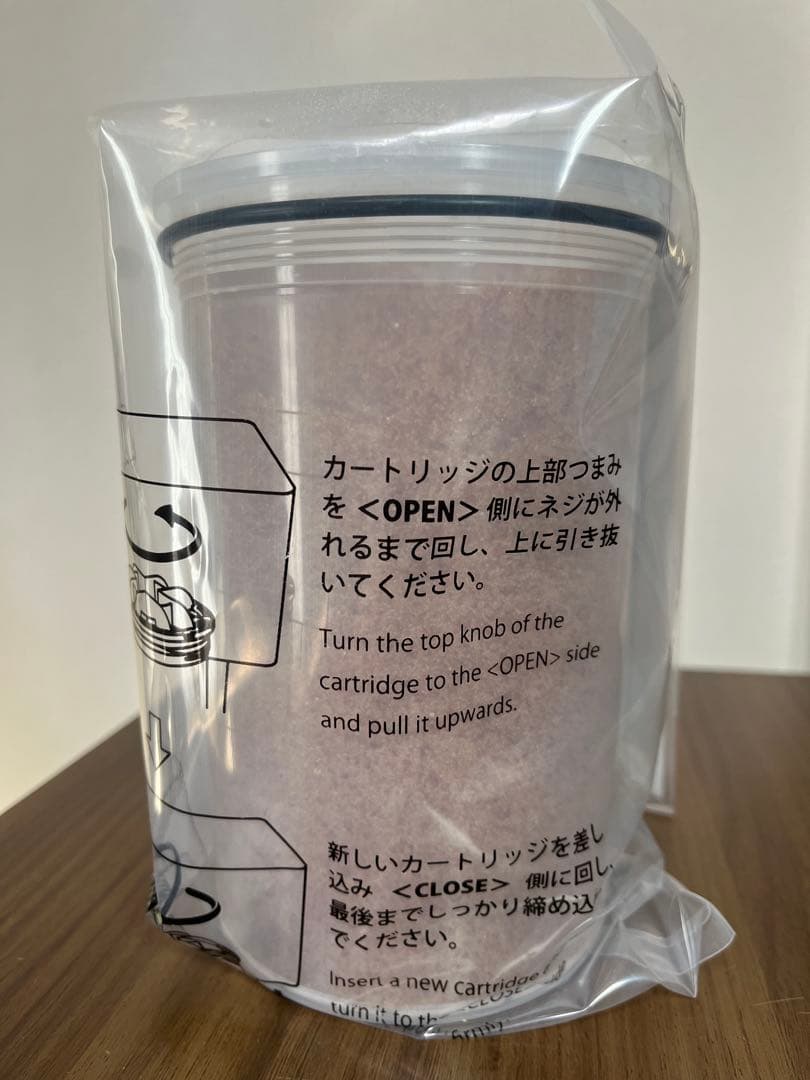 カートリッジの上部つまみ
を <OPEN> 側にネジが外
れるまで回し、上に引き抜
いてください。
Turn the top knob of the
cartridge to the <OPEN> side
and pull it upwards.
新しいカートリッジを差し
込み <CLOSE> 側に回し、
最後までしっかり締め込
でください。
Insert a new cartridge
turn it to